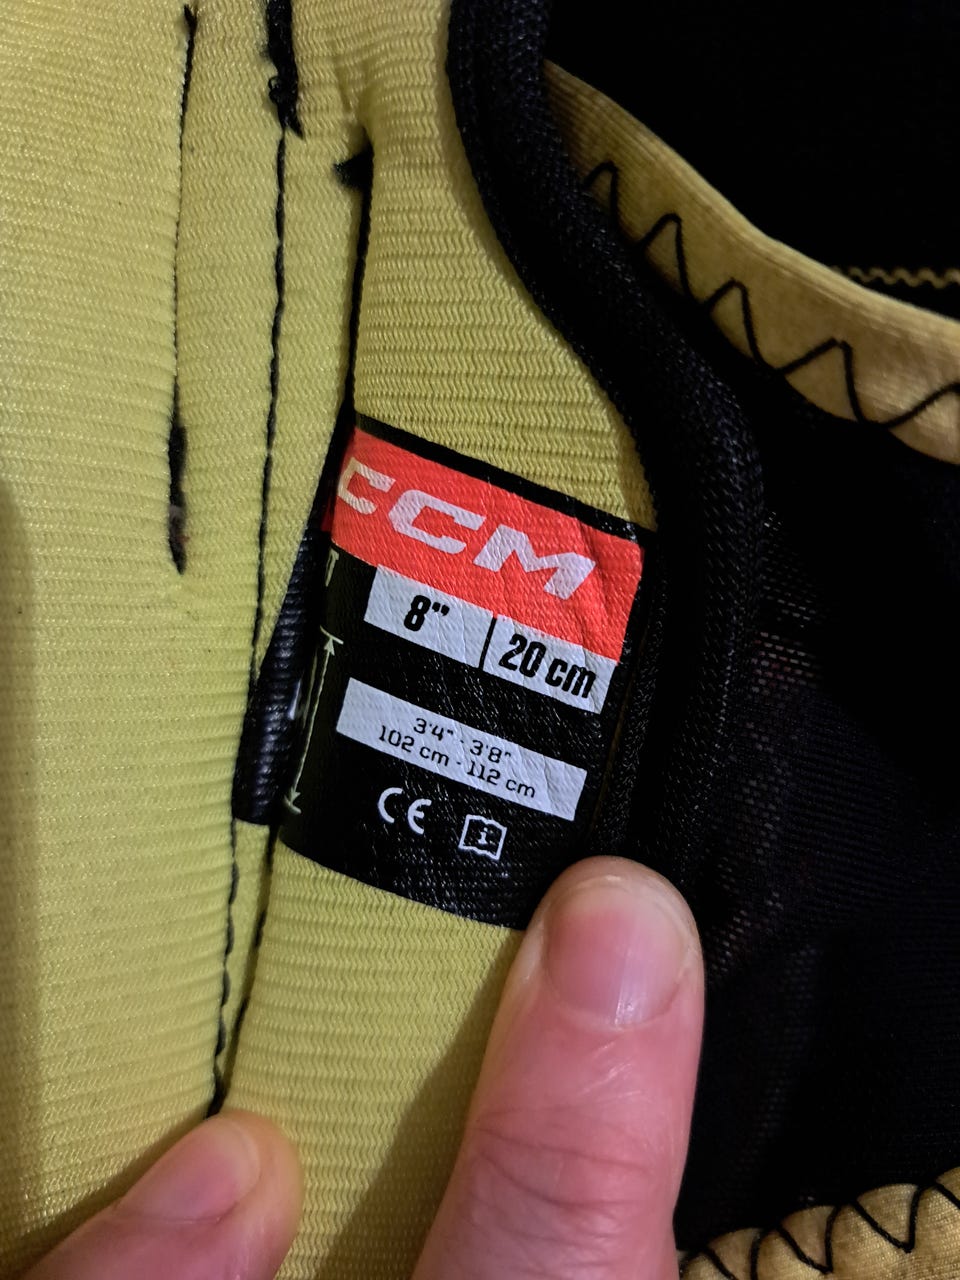 CCM
8" | 20 cm
3'4" - 3'8"
102 cm - 112 cm
CE
i